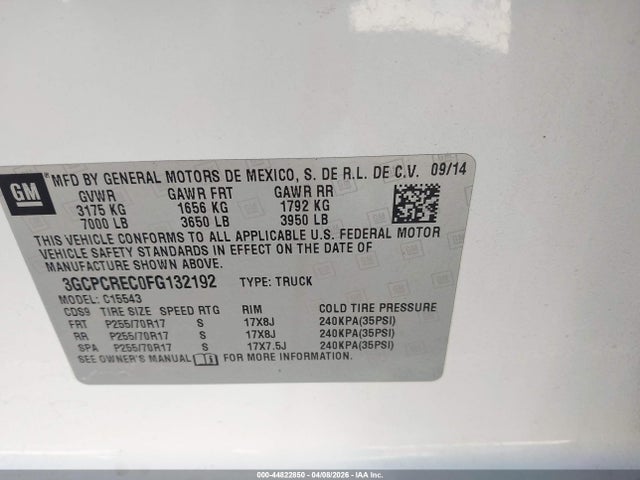 GM
MFD BY GENERAL MOTORS DE MEXICO, S. DE R.L. DE C.V. 09/14
GVWR GAWR FRT GAWR RR
3175 KG 1656 KG 1792 KG
7000 LB 3650 LB 3950 LB
THIS VEHICLE CONFORMS TO ALL APPLICABLE U.S. FEDERAL MOTOR
VEHICLE SAFETY STANDARDS IN EFFECT ON THE DATE OF
MANUFACTURE SHOWN ABOVE.
3GCPCREC0FG132192 TYPE: TRUCK
MODEL: C15543
CDS9 TIRE SIZE SPEED RTG RIM COLD TIRE PRESSURE
FRT P255/70R17 S 17X8J 240KPA(35PSI)
RR P255/70R17 S 17X8J 240KPA(35PSI)
SPA P255/70R17 S 17X7.5J 240KPA(35PSI)
SEE OWNER'S MANUAL FOR MORE INFORMATION.
000-44822850 - 04/08/2026 - IAA Inc.